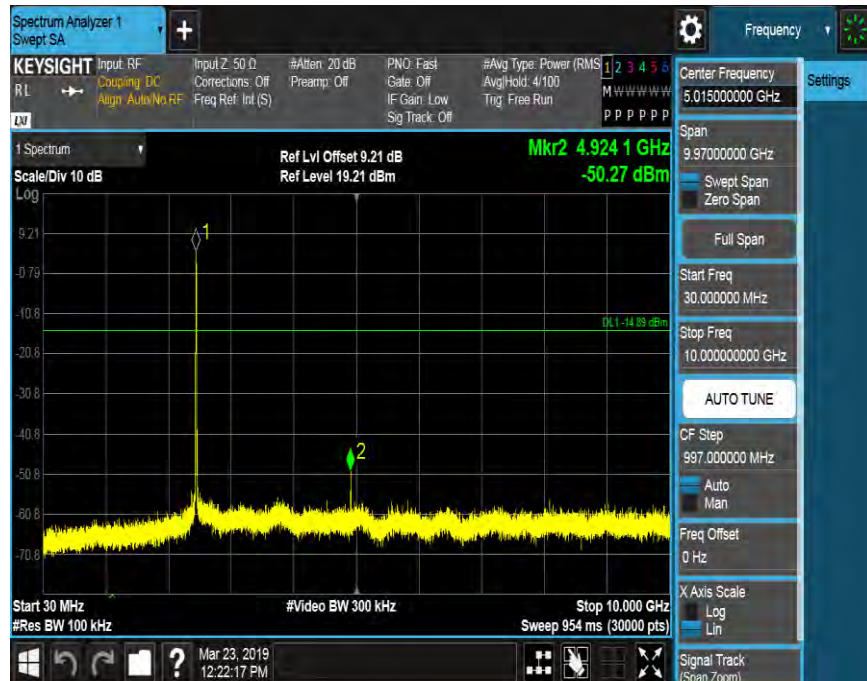 Spectrum Analyzer 1
Swept SA
+
Frequency
KEYSIGHT
Input: RF
Coupling: DC
Align: Auto/No RF
Input Z: 50 Ω
Corrections: Off
Freq Ref: Int (S)
#Atten: 20 dB
Preamp: Off
PNO: Fast
Gate: Off
IF Gain: Low
Sig Track: Off
#Avg Type: Power (RMS
Avg|Hold: 4/100
Trig: Free Run
1 2 3 4 5 6
M W W W W W
P P P P P P
R L
LXI
Center Frequency
5.015000000 GHz
Settings
1 Spectrum
Ref Lvl Offset 9.21 dB
Mkr2 4.924 1 GHz
Scale/Div 10 dB
Ref Level 19.21 dBm
-50.27 dBm
Span
9.97000000 GHz
Swept Span
Zero Span
Log
Full Span
9.21
-0.79
-10.8
-20.8
-30.8
-40.8
-50.8
-60.8
-70.8
1
2
DL1 -14.89 dBm
Start Freq
30.000000 MHz
Stop Freq
10.000000000 GHz
AUTO TUNE
CF Step
997.000000 MHz
Auto
Man
Freq Offset
0 Hz
X Axis Scale
Log
Lin
Signal Track
(Span Zoom)
Start 30 MHz
#Video BW 300 kHz
Stop 10.000 GHz
#Res BW 100 kHz
Sweep 954 ms (30000 pts)
?
Mar 23, 2019
12:22:17 PM